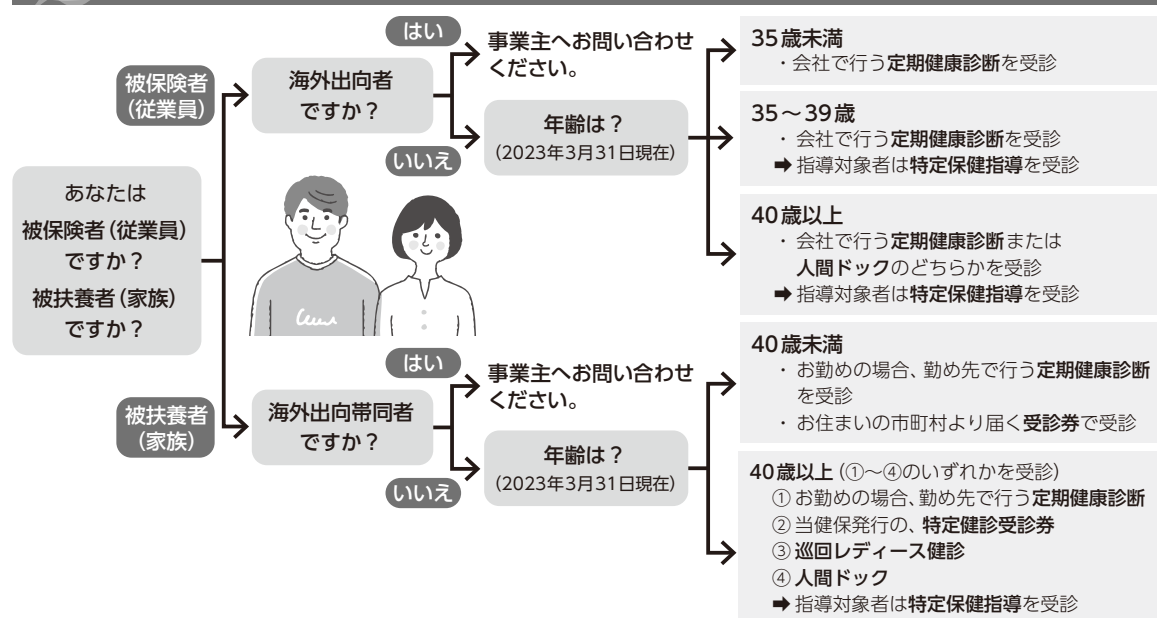 あなたは
被保険者(従業員)
ですか？
被扶養者(家族)
ですか？
被保険者
(従業員)
海外出向者
ですか？
はい
事業主へお問い合わせ
ください。
いいえ
年齢は？
(2023年3月31日現在)
35歳未満
・会社で行う定期健康診断を受診
35～39歳
・会社で行う定期健康診断を受診
➡指導対象者は特定保健指導を受診
40歳以上
・会社で行う定期健康診断または
人間ドックのどちらかを受診
➡指導対象者は特定保健指導を受診
被扶養者
(家族)
海外出向帯同者
ですか？
はい
事業主へお問い合わせ
ください。
いいえ
年齢は？
(2023年3月31日現在)
40歳未満
・お勤めの場合、勤め先で行う定期健康診断
を受診
・お住まいの市町村より届く受診券で受診
40歳以上(①～④のいずれかを受診)
①お勤めの場合、勤め先で行う定期健康診断
②当健保発行の、特定健診受診券
③巡回レディース健診
④人間ドック
➡指導対象者は特定保健指導を受診